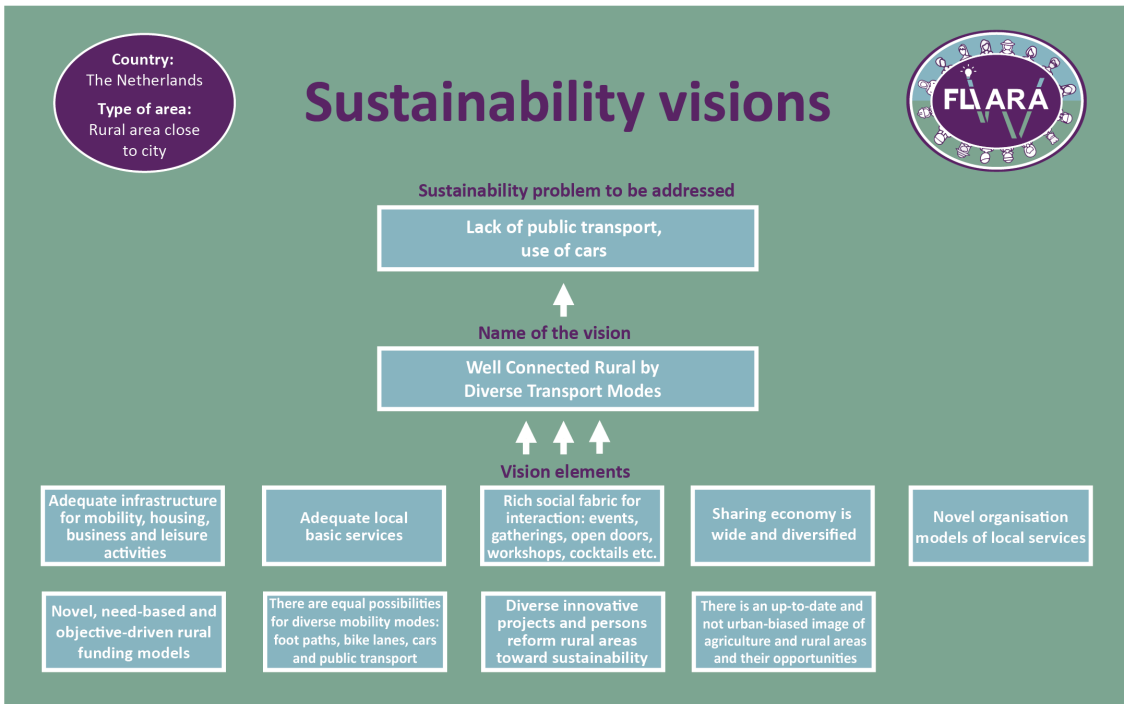 Country:
The Netherlands
Type of area:
Rural area close
to city
Sustainability visions
FLIARA
Sustainability problem to be addressed
Lack of public transport,
use of cars
Name of the vision
Well Connected Rural by
Diverse Transport Modes
Vision elements
Adequate infrastructure
for mobility, housing,
business and leisure
activities
Adequate local
basic services
Rich social fabric for
interaction: events,
gatherings, open doors,
workshops, cocktails etc.
Sharing economy is
wide and diversified
Novel organisation
models of local services
Novel, need-based and
objective-driven rural
funding models
There are equal possibilities
for diverse mobility modes:
foot paths, bike lanes, cars
and public transport
Diverse innovative
projects and persons
reform rural areas
toward sustainability
There is an up-to-date and
not urban-biased image of
agriculture and rural areas
and their opportunities